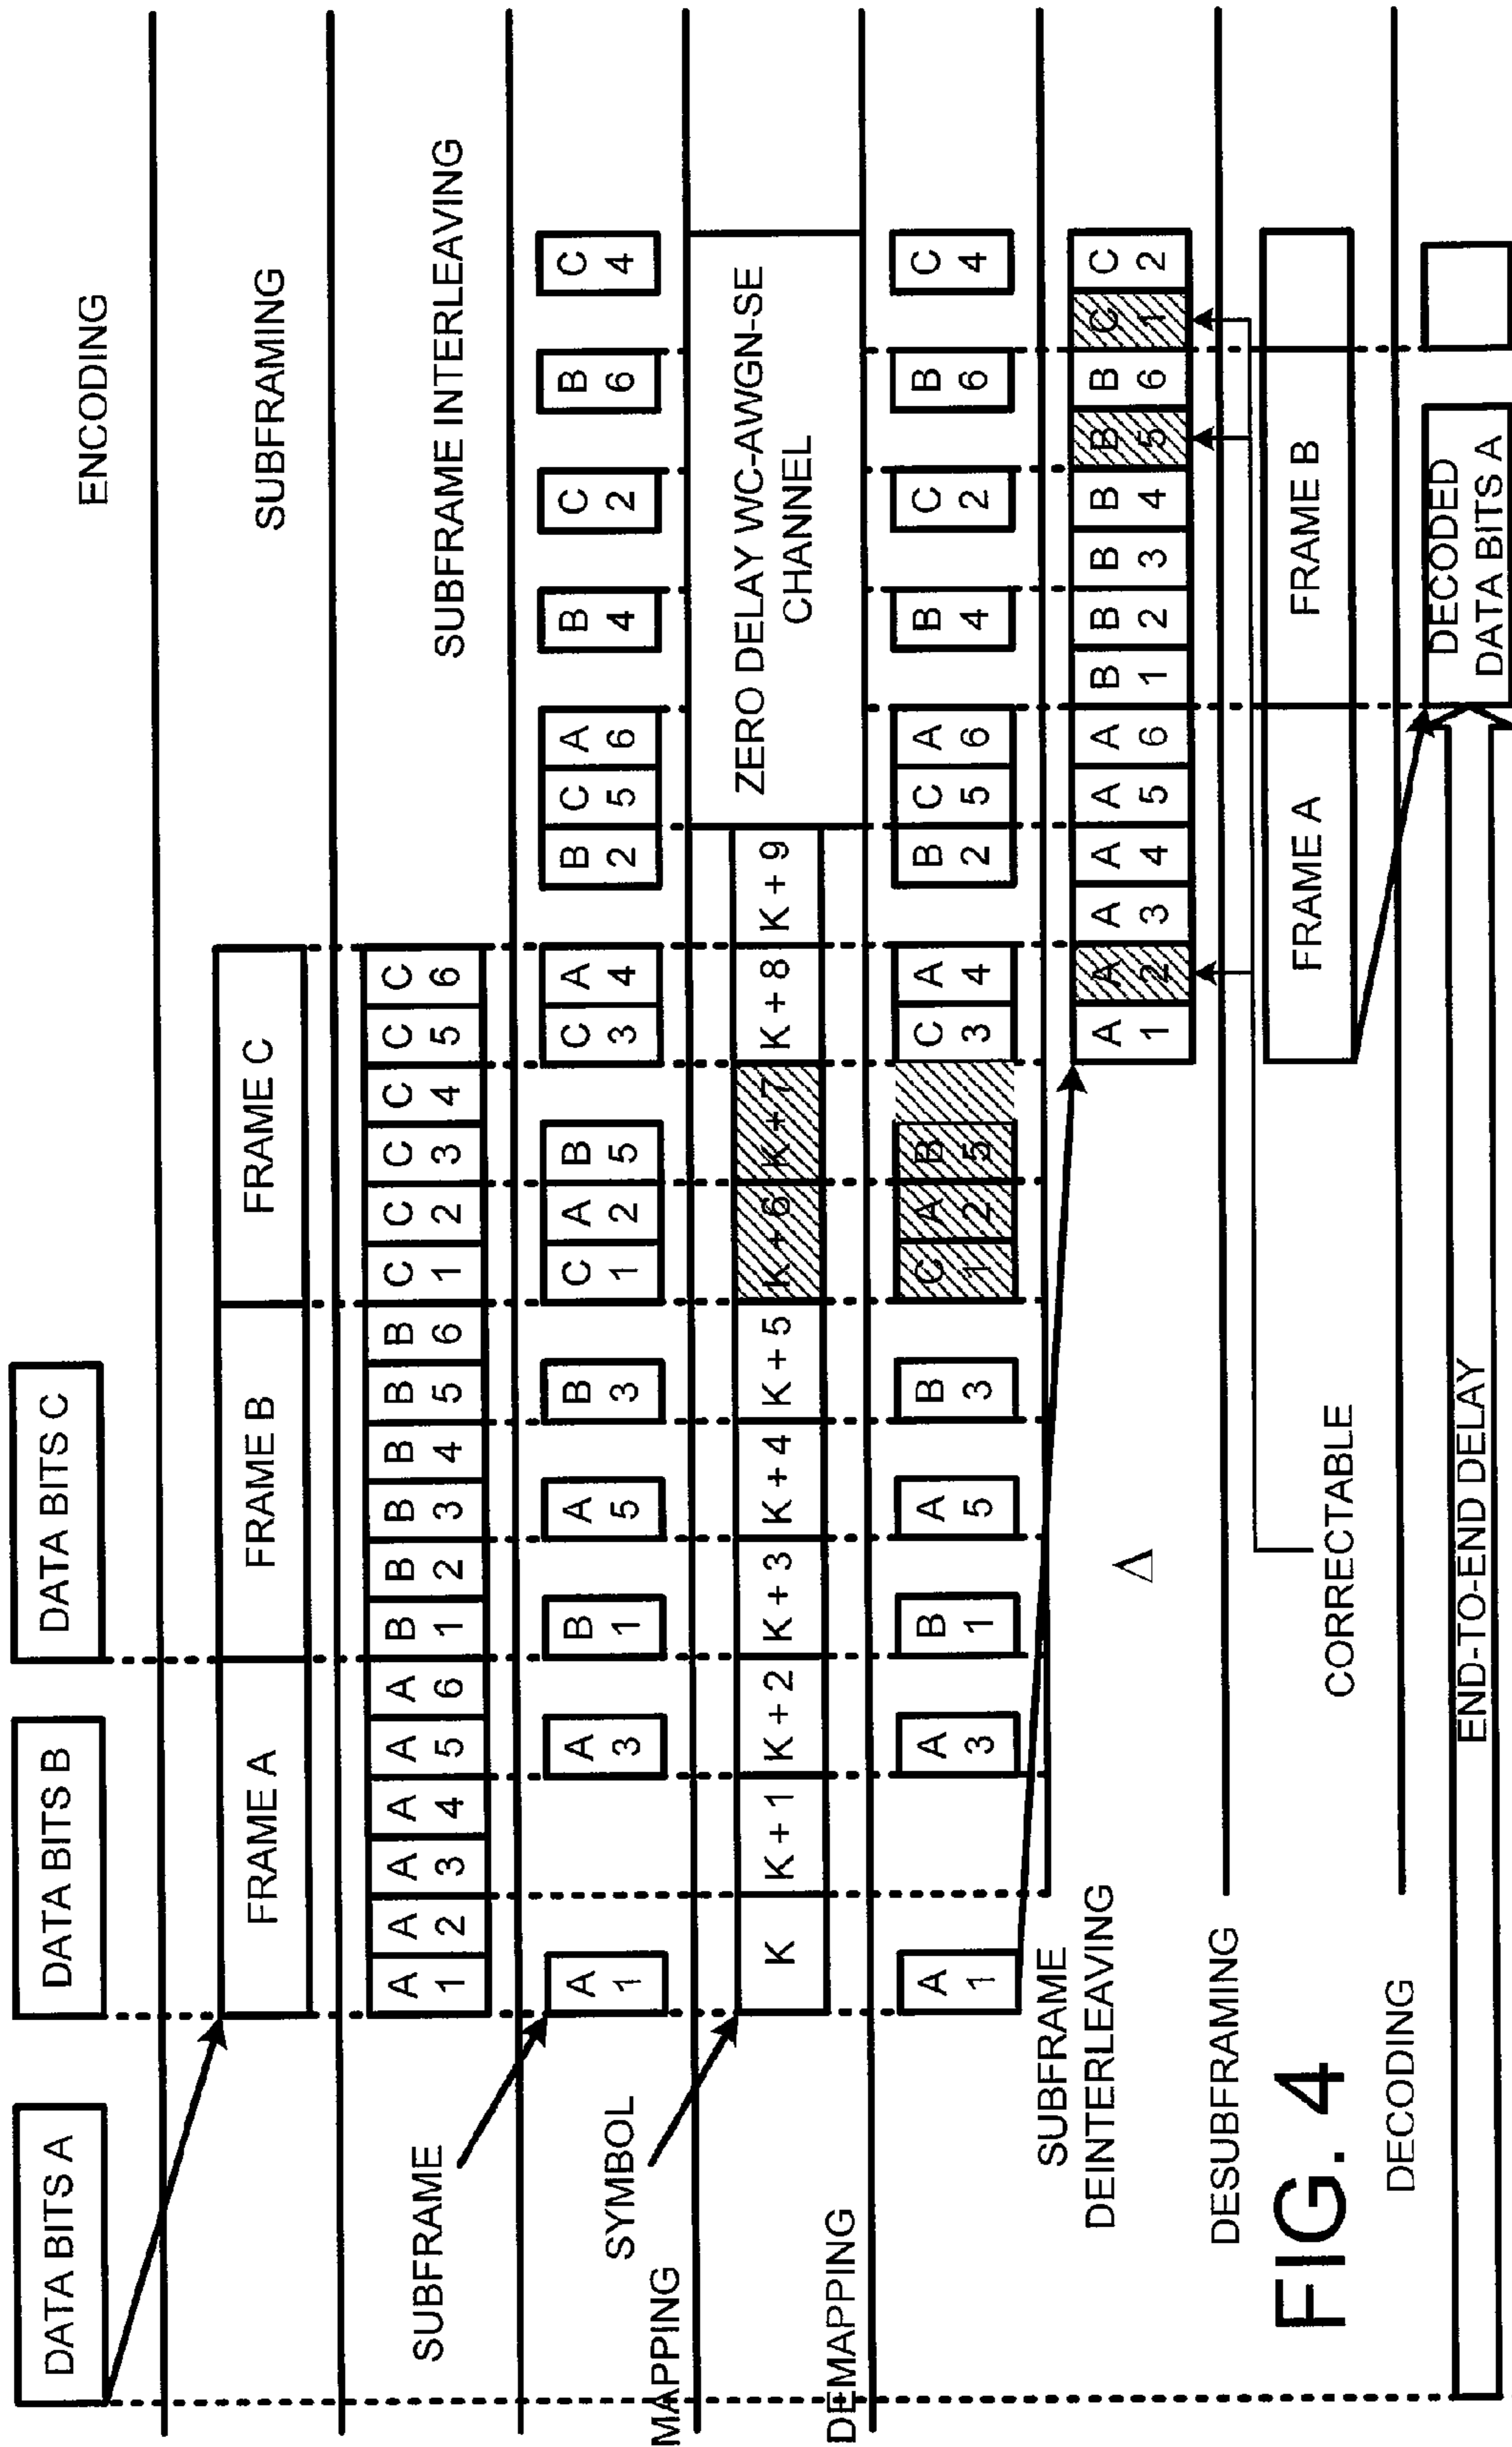 DATA BITS A
DATA BITS B
DATA BITS C
ENCODING
FRAME A
FRAME B
FRAME C
SUBFRAMING
A 1
A 2
A 3
A 4
A 5
A 6
B 1
B 2
B 3
B 4
B 5
B 6
C 1
C 2
C 3
C 4
C 5
C 6
SUBFRAME INTERLEAVING
SUBFRAME
A 1
A 3
B 1
A 5
B 3
C 1
A 2
B 5
C 3
A 4
B 2
C 5
A 6
B 4
C 2
B 6
C 4
SYMBOL
MAPPING
K
K + 1
K + 2
K + 3
K + 4
K + 5
K + 6
K + 7
K + 8
K + 9
ZERO DELAY WC-AWGN-SE
CHANNEL
DEMAPPING
A 1
A 3
B 1
A 5
B 3
C 1
A 2
B 5
C 3
A 4
B 2
C 5
A 6
B 4
C 2
B 6
C 4
SUBFRAME
DEINTERLEAVING
Δ
A 1
A 2
A 3
A 4
A 5
A 6
B 1
B 2
B 3
B 4
B 5
B 6
C 1
C 2
DESUBFRAMING
CORRECTABLE
FRAME A
FRAME B
FIG. 4
DECODING
END-TO-END DELAY
DECODED
DATA BITS A